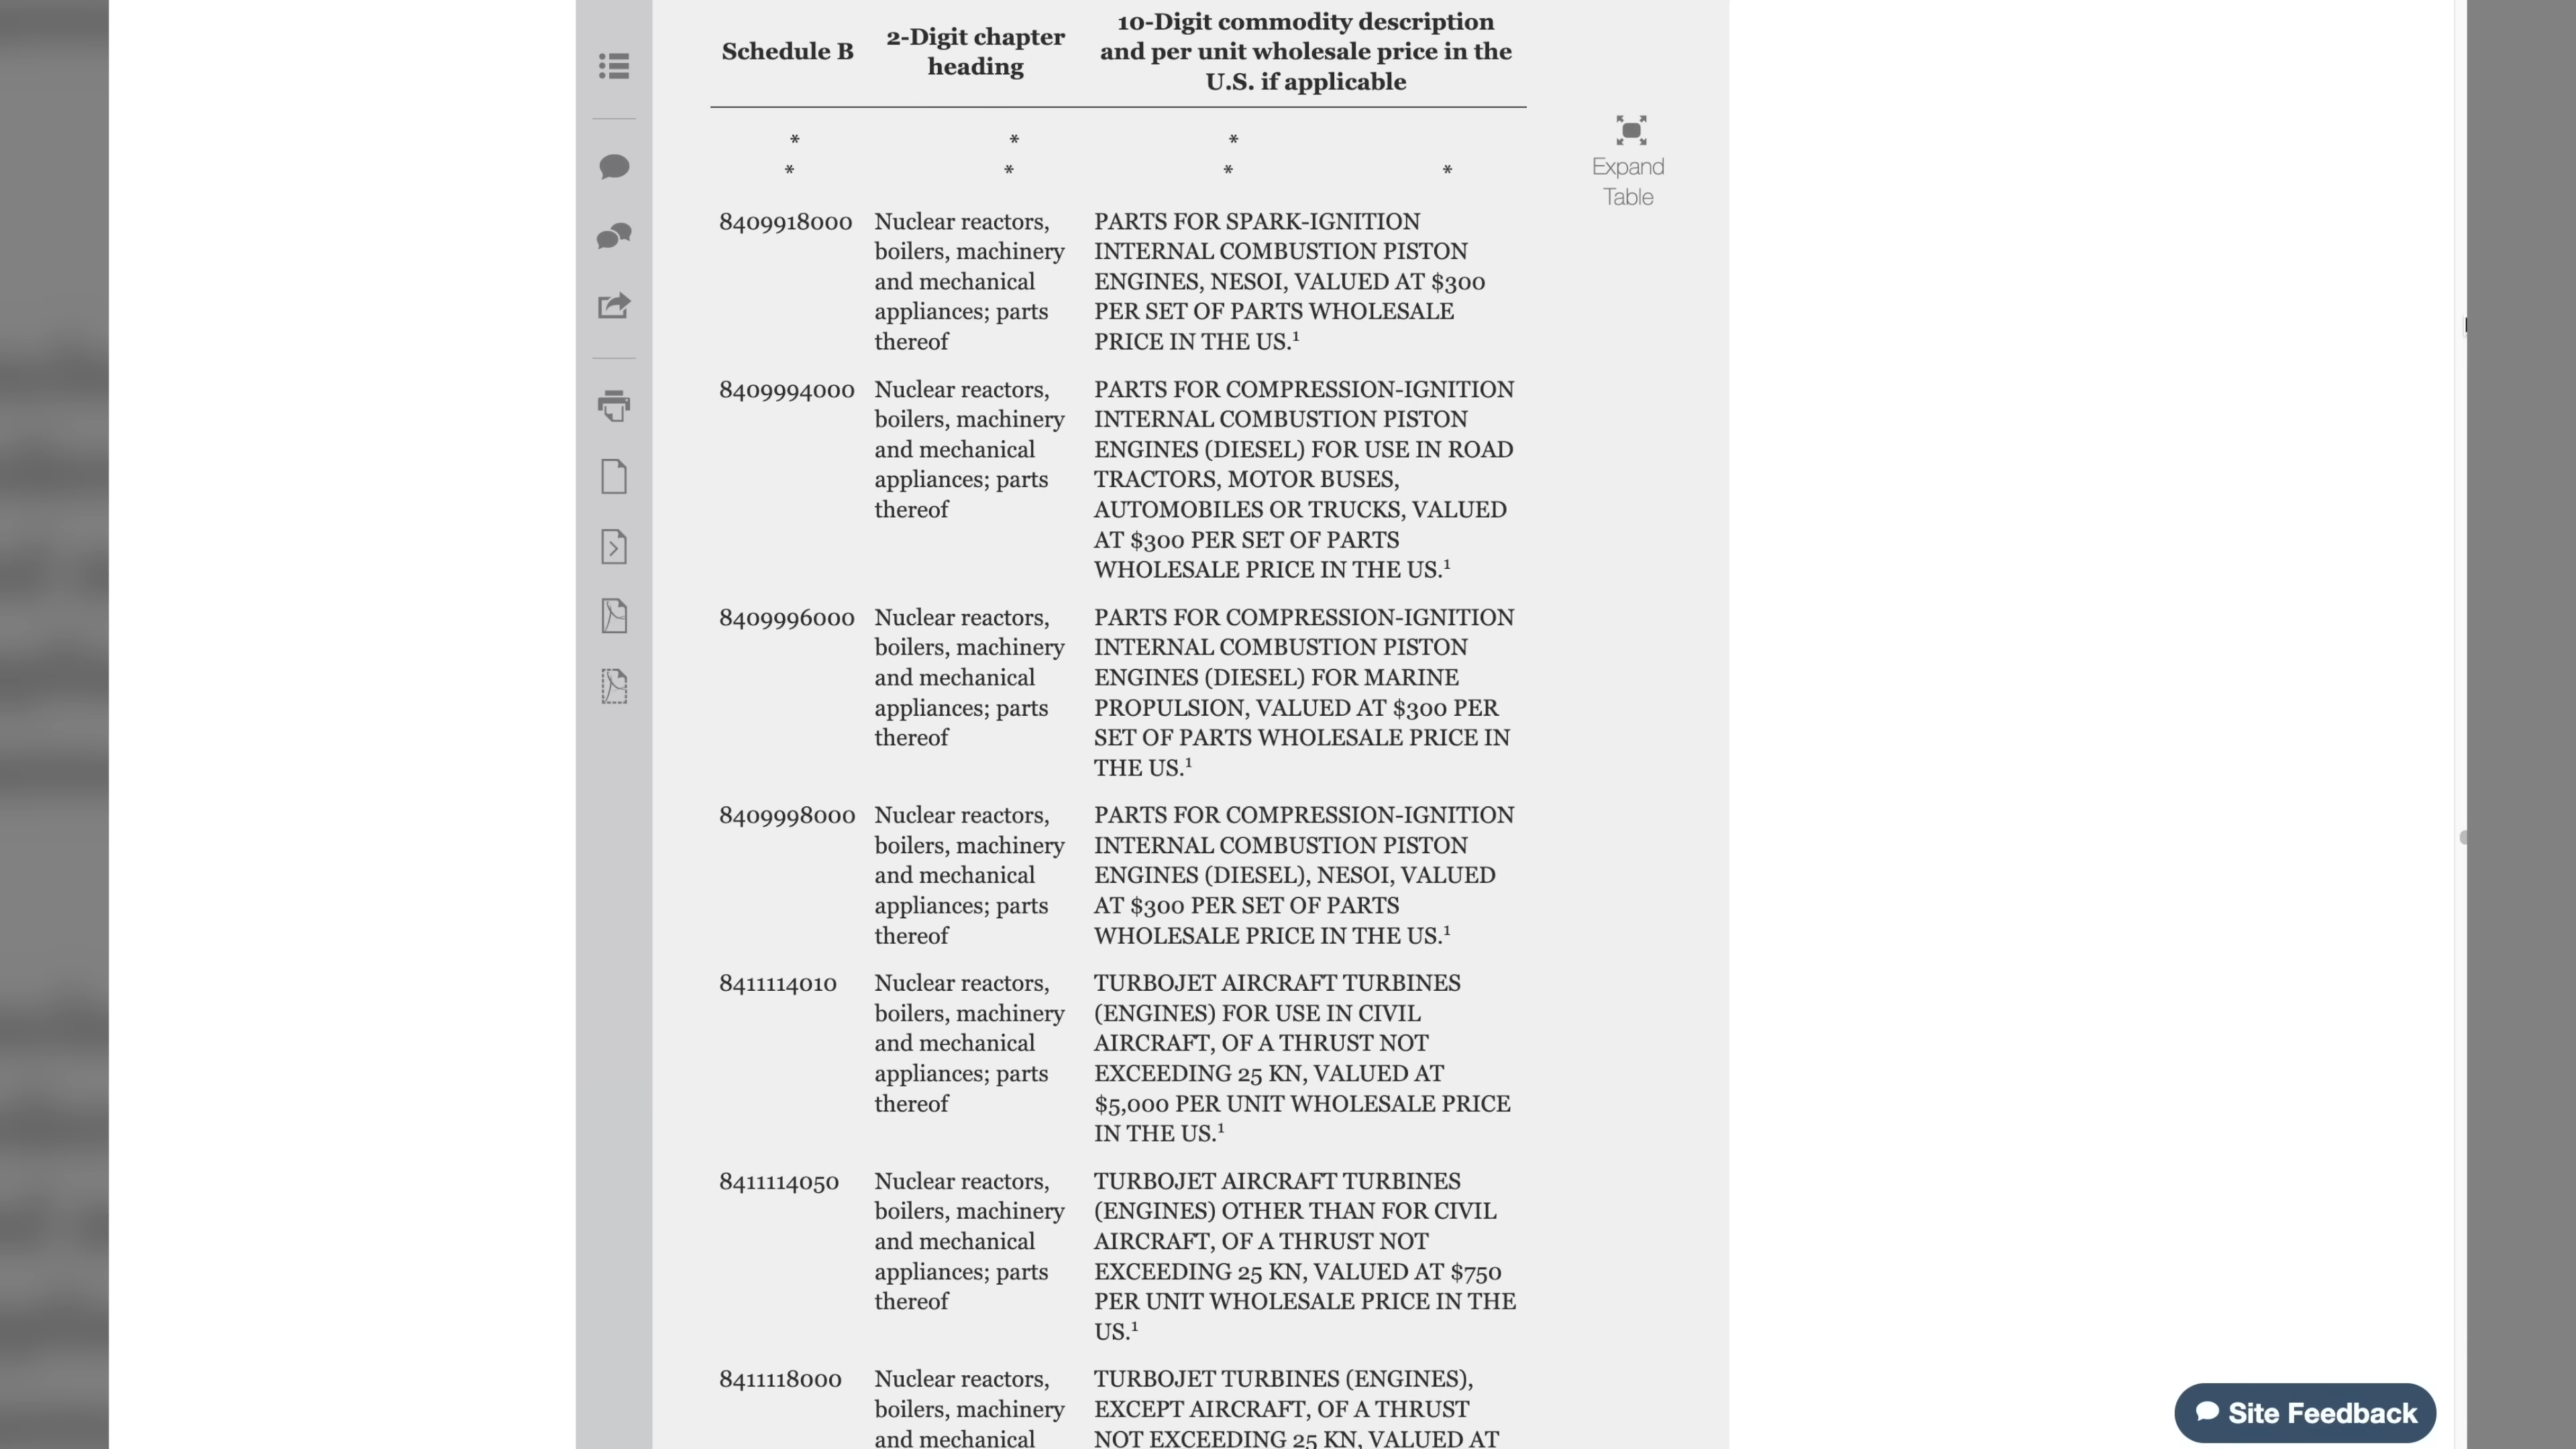 Schedule B
2-Digit chapter
heading
10-Digit commodity description
and per unit wholesale price in the
U.S. if applicable
* * *
* * * *
Expand
Table
8409918000
Nuclear reactors,
boilers, machinery
and mechanical
appliances; parts
thereof
PARTS FOR SPARK-IGNITION
INTERNAL COMBUSTION PISTON
ENGINES, NESOI, VALUED AT $300
PER SET OF PARTS WHOLESALE
PRICE IN THE US.¹
8409994000
Nuclear reactors,
boilers, machinery
and mechanical
appliances; parts
thereof
PARTS FOR COMPRESSION-IGNITION
INTERNAL COMBUSTION PISTON
ENGINES (DIESEL) FOR USE IN ROAD
TRACTORS, MOTOR BUSES,
AUTOMOBILES OR TRUCKS, VALUED
AT $300 PER SET OF PARTS
WHOLESALE PRICE IN THE US.¹
8409996000
Nuclear reactors,
boilers, machinery
and mechanical
appliances; parts
thereof
PARTS FOR COMPRESSION-IGNITION
INTERNAL COMBUSTION PISTON
ENGINES (DIESEL) FOR MARINE
PROPULSION, VALUED AT $300 PER
SET OF PARTS WHOLESALE PRICE IN
THE US.¹
8409998000
Nuclear reactors,
boilers, machinery
and mechanical
appliances; parts
thereof
PARTS FOR COMPRESSION-IGNITION
INTERNAL COMBUSTION PISTON
ENGINES (DIESEL), NESOI, VALUED
AT $300 PER SET OF PARTS
WHOLESALE PRICE IN THE US.¹
8411114010
Nuclear reactors,
boilers, machinery
and mechanical
appliances; parts
thereof
TURBOJET AIRCRAFT TURBINES
(ENGINES) FOR USE IN CIVIL
AIRCRAFT, OF A THRUST NOT
EXCEEDING 25 KN, VALUED AT
$5,000 PER UNIT WHOLESALE PRICE
IN THE US.¹
8411114050
Nuclear reactors,
boilers, machinery
and mechanical
appliances; parts
thereof
TURBOJET AIRCRAFT TURBINES
(ENGINES) OTHER THAN FOR CIVIL
AIRCRAFT, OF A THRUST NOT
EXCEEDING 25 KN, VALUED AT $750
PER UNIT WHOLESALE PRICE IN THE
US.¹
8411118000
Nuclear reactors,
boilers, machinery
and mechanical
TURBOJET TURBINES (ENGINES),
EXCEPT AIRCRAFT, OF A THRUST
NOT EXCEEDING 25 KN, VALUED AT
Site Feedback